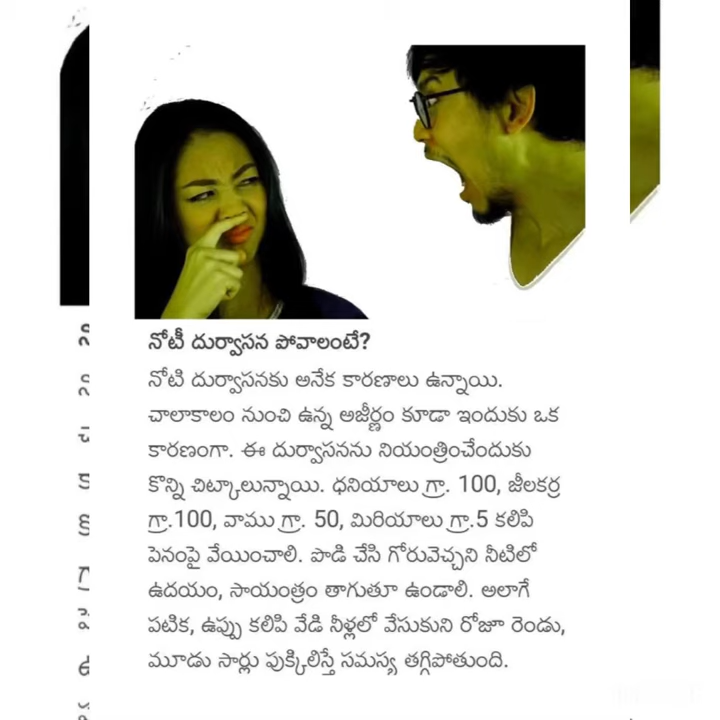 నోటీ దుర్వాసన పోవాలంటే?
నోటి దుర్వాసనకు అనేక కారణాలు ఉన్నాయి.
చాలాకాలం నుంచి ఉన్న అజీర్ణం కూడా ఇందుకు ఒక
కారణంగా. ఈ దుర్వాసనను నియంత్రించేందుకు
కొన్ని చిట్కాలున్నాయి. ధనియాలు గ్రా. 100, జీలకర్ర
గ్రా.100, వాము గ్రా. 50, మిరియాలు గ్రా.5 కలిపి
పెనంపై వేయించాలి. పొడి చేసి గోరువెచ్చని నీటిలో
ఉదయం, సాయంత్రం తాగుతూ ఉండాలి. అలాగే
పటిక, ఉప్పు కలిపి వేడి నీళ్లలో వేసుకుని రోజూ రెండు,
మూడు సార్లు పుక్కిలిస్తే సమస్య తగ్గిపోతుంది.